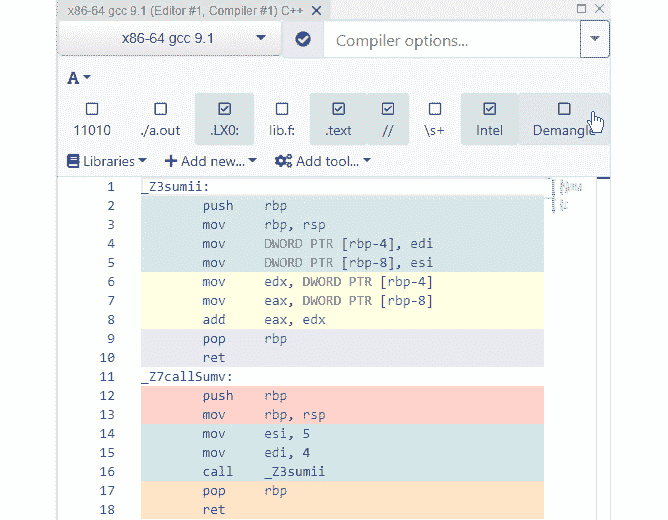 x86-64 gcc 9.1 (Editor #1, Compiler #1) C++
x86-64 gcc 9.1 Compiler options...
A
11010 ./a.out .LX0: lib.f: .text // \s+ Intel Demangle
Libraries + Add new... Add tool...
1 _Z3sumii:
2 push rbp
3 mov rbp, rsp
4 mov DWORD PTR [rbp-4], edi
5 mov DWORD PTR [rbp-8], esi
6 mov edx, DWORD PTR [rbp-4]
7 mov eax, DWORD PTR [rbp-8]
8 add eax, edx
9 pop rbp
10 ret
11 _Z7callSumv:
12 push rbp
13 mov rbp, rsp
14 mov esi, 5
15 mov edi, 4
16 call _Z3sumii
17 pop rbp
18 ret